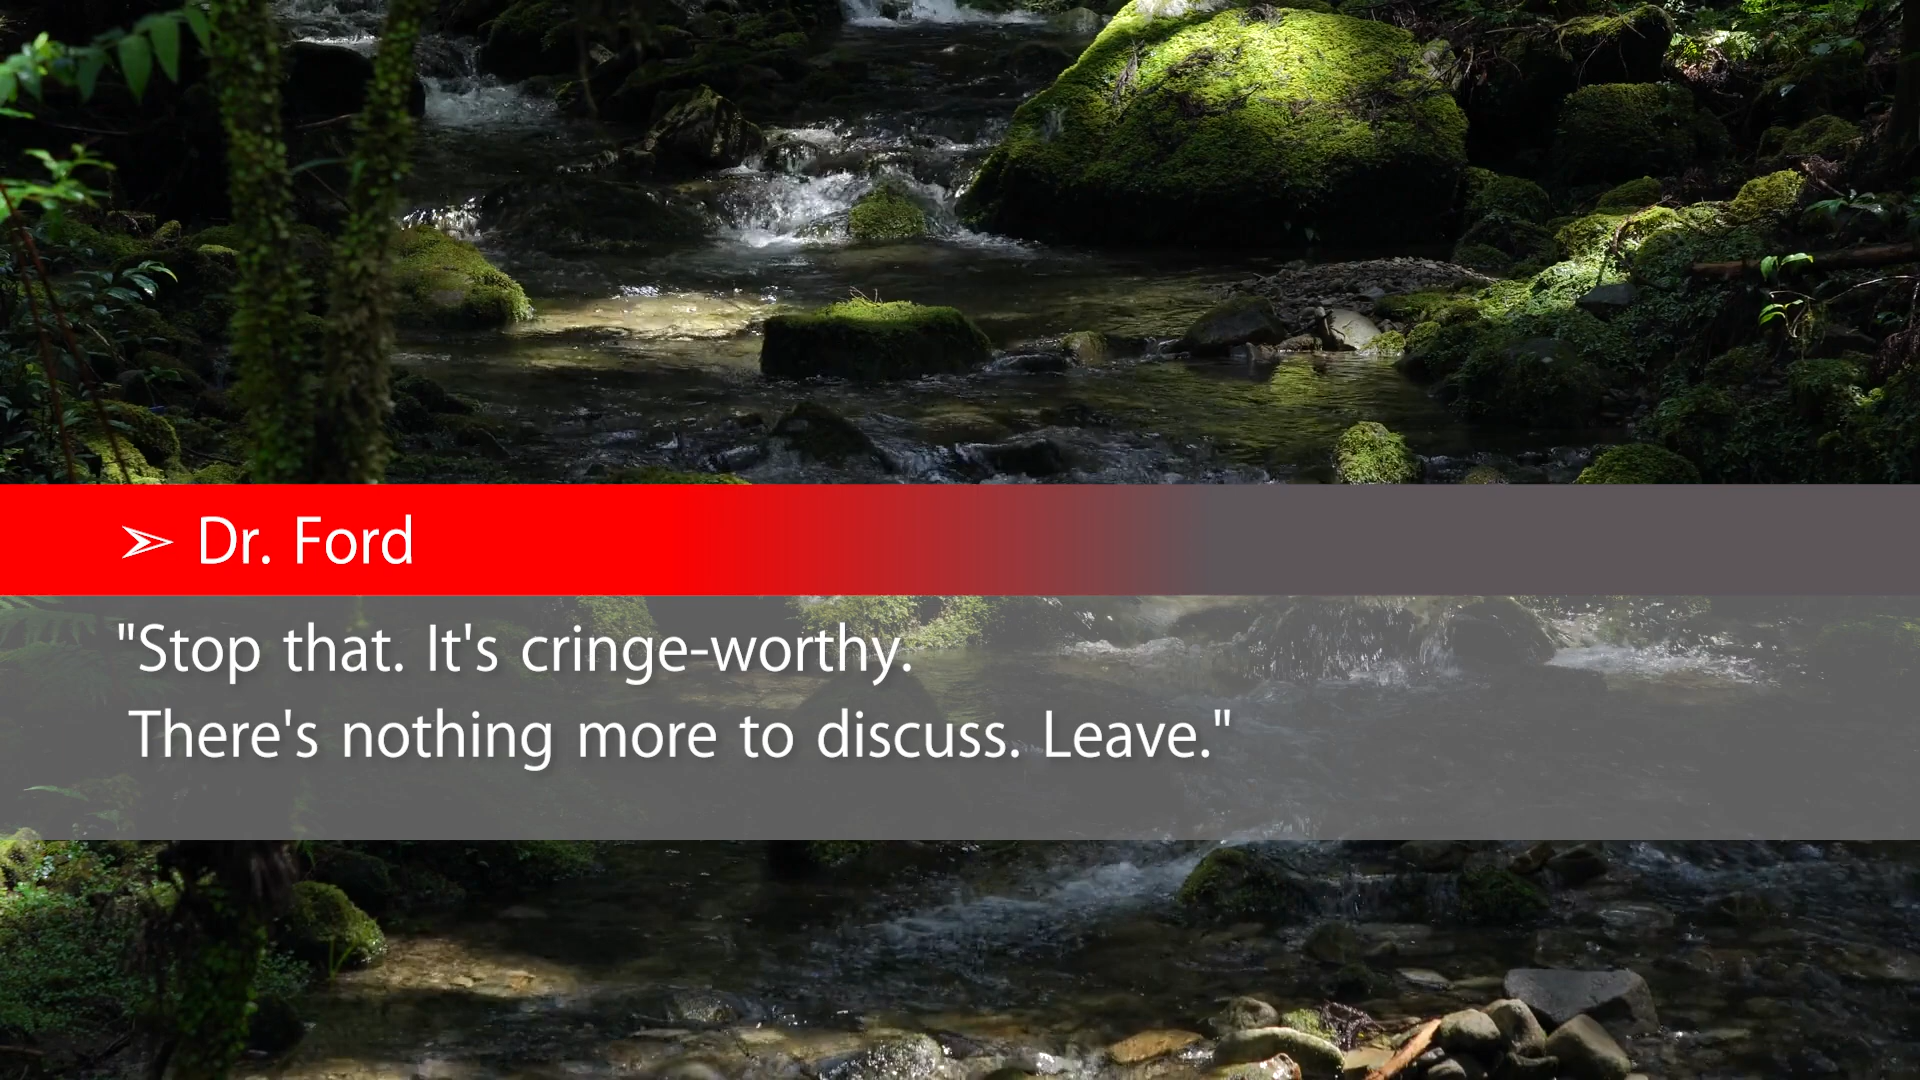 ➢ Dr. Ford
"Stop that. It's cringe-worthy.
There's nothing more to discuss. Leave."